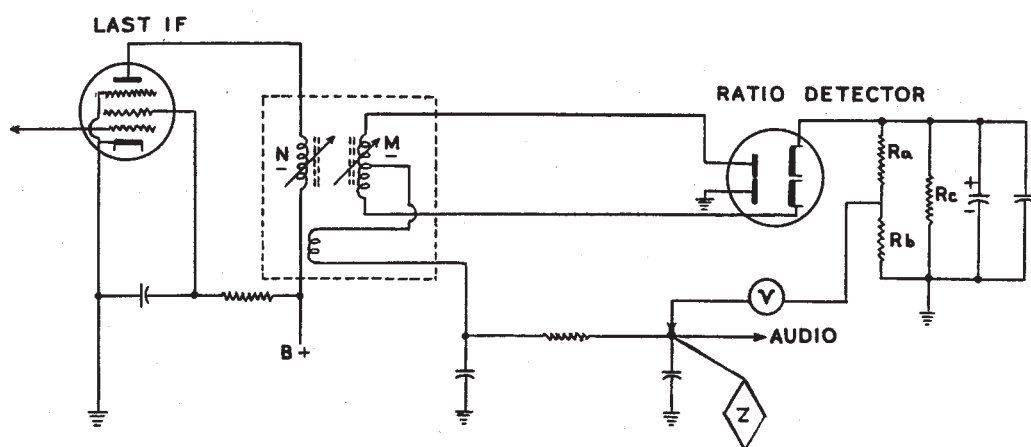 LAST IF
RATIO DETECTOR
N
M
Ra
Rc
+
-
Rb
V
B+
AUDIO
Z